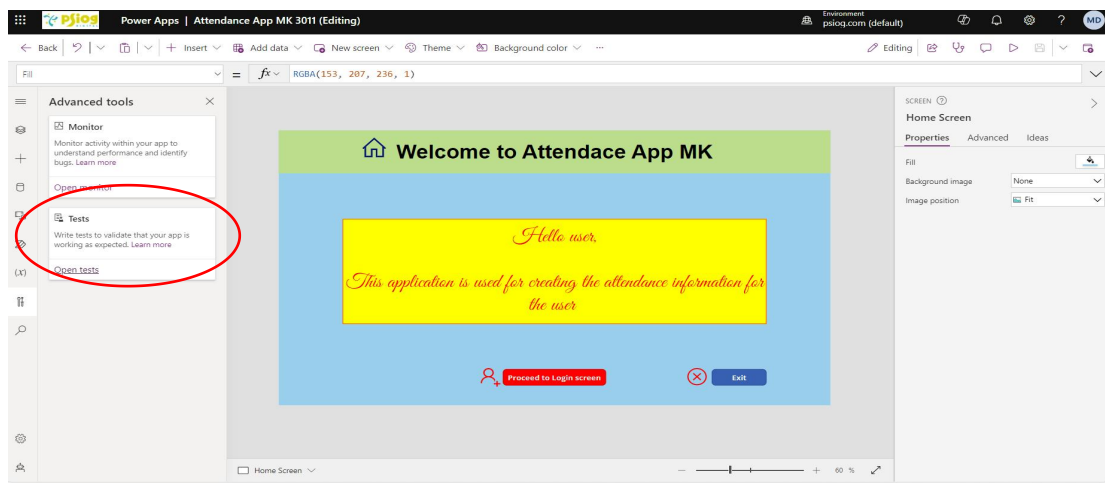 PSiog
Power Apps | Attendance App MK 3011 (Editing)
Environment
psiog.com (default)
MD
Back
Insert
Add data
New screen
Theme
Background color
...
Editing
Fill
=
fx
RGBA(153, 207, 236, 1)
Advanced tools
Monitor
Monitor activity within your app to
understand performance and identify
bugs. Learn more
Open monitor
Tests
Write tests to validate that your app is
working as expected. Learn more
Open tests
(x)
Welcome to Attendace App MK
Hello user,
This application is used for creating the attendance information for
the user
Proceed to Login screen
Exit
Home Screen
60 %
SCREEN
Home Screen
Properties Advanced Ideas
Fill
Background image None
Image position Fit